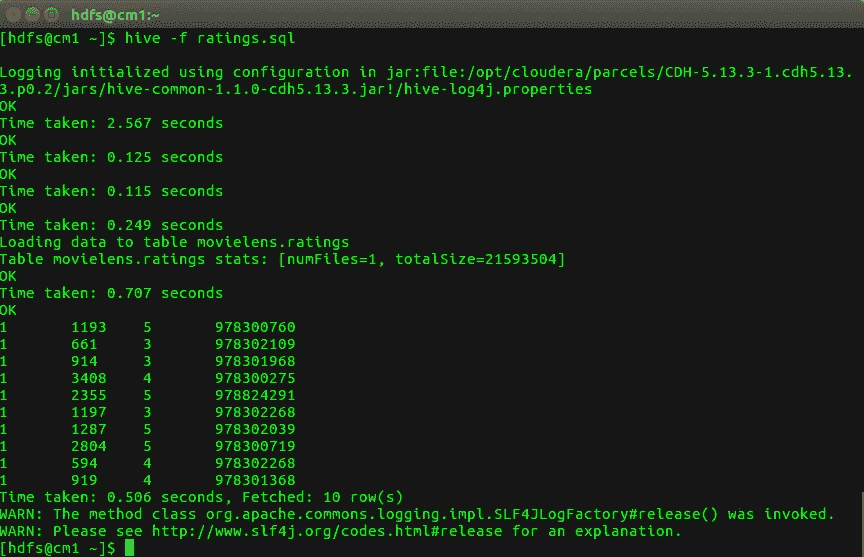 hdfs@cm1:~
[hdfs@cm1 ~]$ hive -f ratings.sql
Logging initialized using configuration in jar:file:/opt/cloudera/parcels/CDH-5.13.3-1.cdh5.13.
3.p0.2/jars/hive-common-1.1.0-cdh5.13.3.jar!/hive-log4j.properties
OK
Time taken: 2.567 seconds
OK
Time taken: 0.125 seconds
OK
Time taken: 0.115 seconds
OK
Time taken: 0.249 seconds
Loading data to table movielens.ratings
Table movielens.ratings stats: [numFiles=1, totalSize=21593504]
OK
Time taken: 0.707 seconds
OK
1 1193 5 978300760
1 661 3 978302109
1 914 3 978301968
1 3408 4 978300275
1 2355 5 978824291
1 1197 3 978302268
1 1287 5 978302039
1 2804 5 978300719
1 594 4 978302268
1 919 4 978301368
Time taken: 0.506 seconds, Fetched: 10 row(s)
WARN: The method class org.apache.commons.logging.impl.SLF4JLogFactory#release() was invoked.
WARN: Please see http://www.slf4j.org/codes.html#release for an explanation.
[hdfs@cm1 ~]$